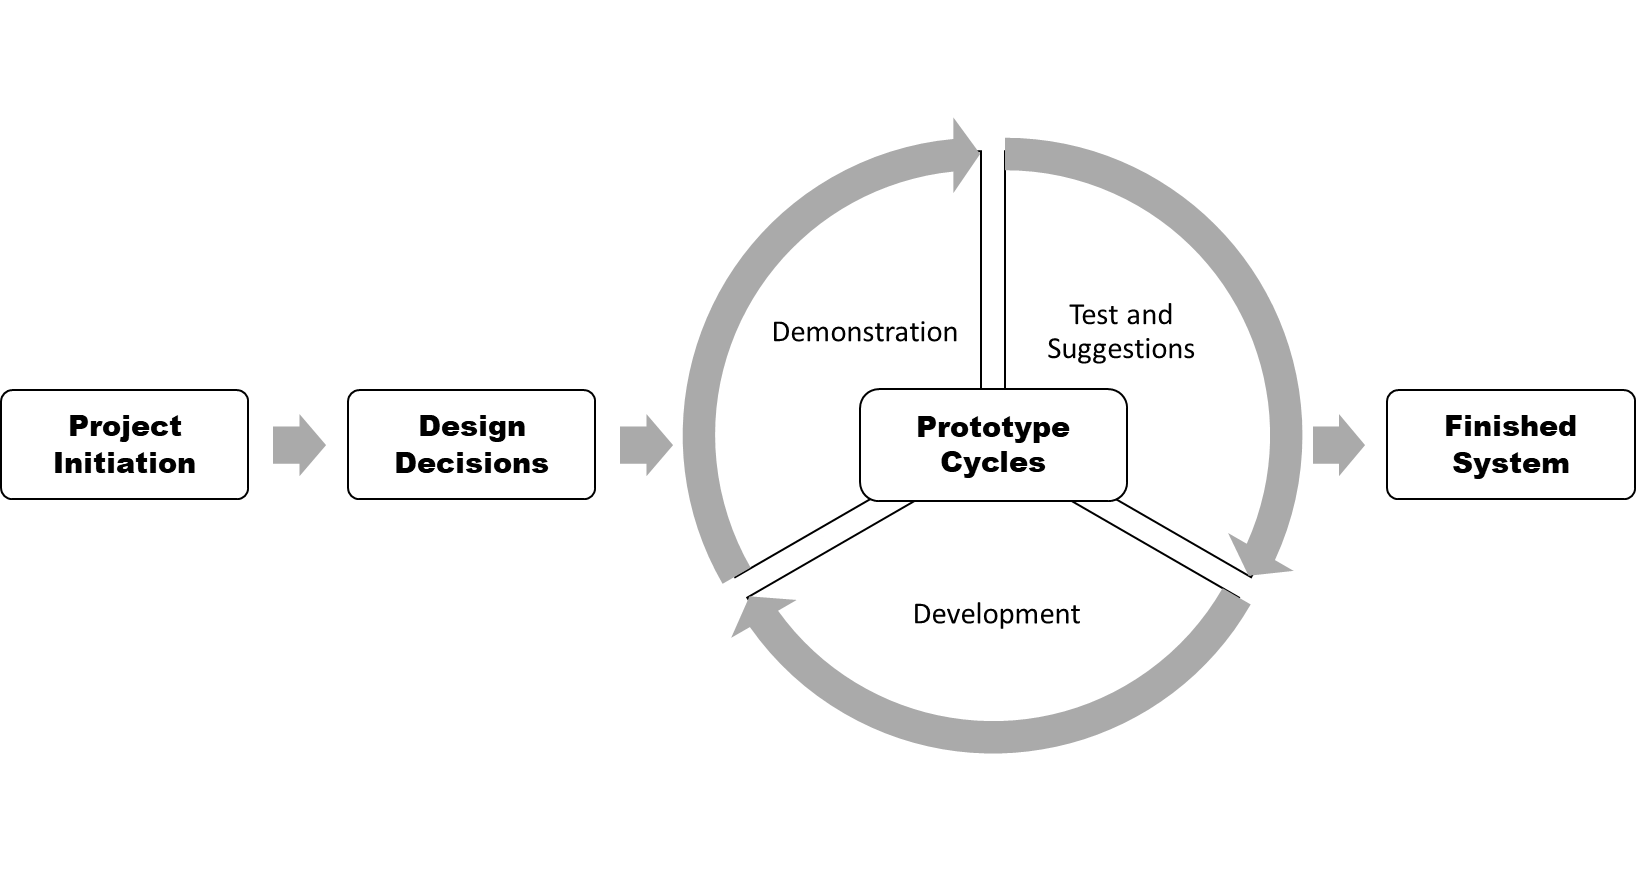 Project
Initiation
Design
Decisions
Demonstration
Test and
Suggestions
Prototype
Cycles
Development
Finished
System